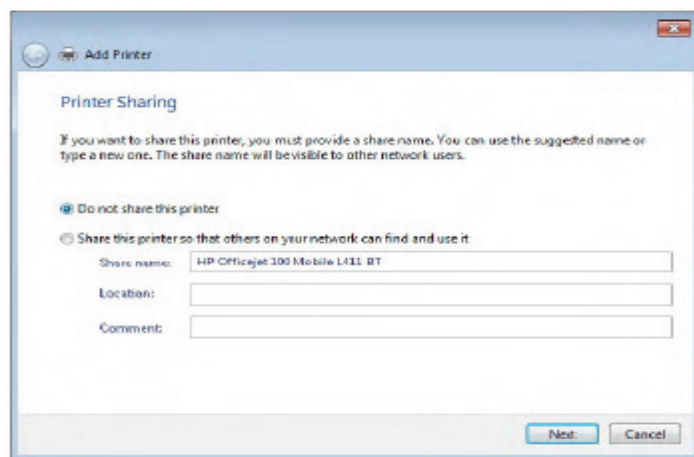 Add Printer
Printer Sharing
If you want to share this printer, you must provide a share name. You can use the suggested name or
type a new one. The share name will be visible to other network users.
Do not share this printer
Share this printer so that others on your network can find and use it
Share name: HP Officejet 100 Mobile L411 BT
Location:
Comment:
Next Cancel